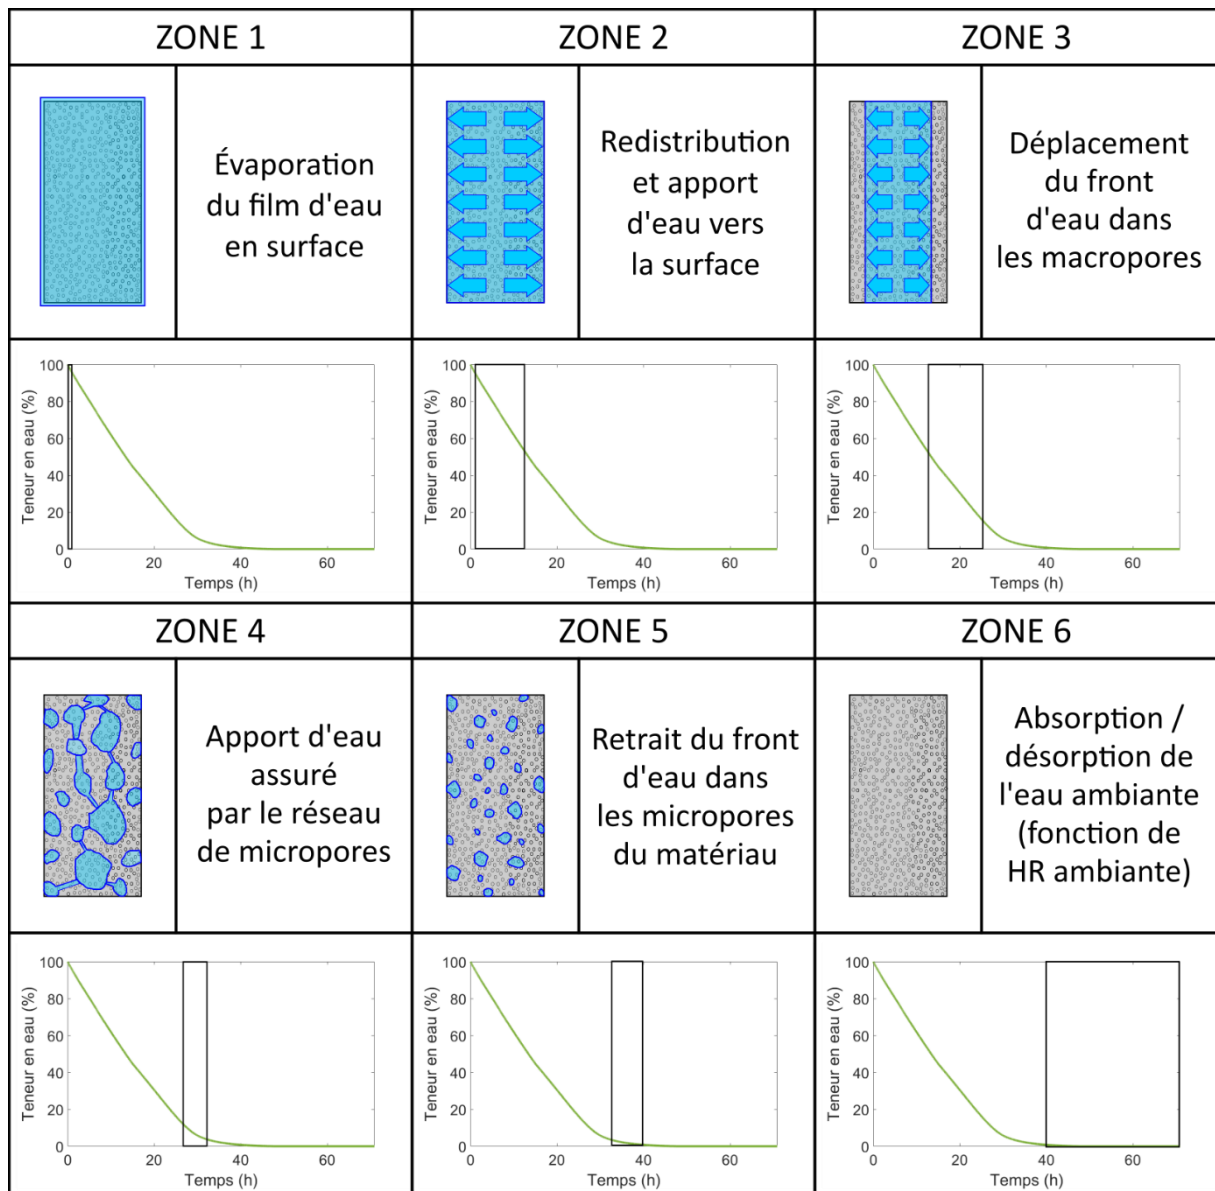 ZONE 1
ZONE 2
ZONE 3
Évaporation
du film d'eau
en surface
Redistribution
et apport
d'eau vers
la surface
Déplacement
du front
d'eau dans
les macropores
Teneur en eau (%)
100
80
60
40
20
0
0
20
40
60
Temps (h)
Teneur en eau (%)
100
80
60
40
20
0
0
20
40
60
Temps (h)
Teneur en eau (%)
100
80
60
40
20
0
0
20
40
60
Temps (h)
ZONE 4
ZONE 5
ZONE 6
Apport d'eau
assuré
par le réseau
de micropores
Retrait du front
d'eau dans
les micropores
du matériau
Absorption /
désorption de
l'eau ambiante
(fonction de
HR ambiante)
Teneur en eau (%)
100
80
60
40
20
0
0
20
40
60
Temps (h)
Teneur en eau (%)
100
80
60
40
20
0
0
20
40
60
Temps (h)
Teneur en eau (%)
100
80
60
40
20
0
0
20
40
60
Temps (h)